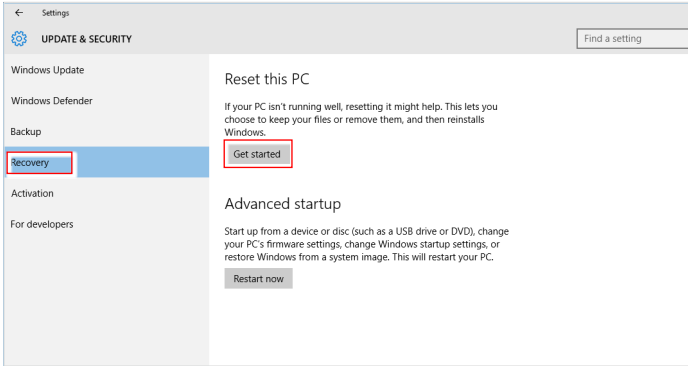 ← Settings
UPDATE & SECURITY
Find a setting
Windows Update
Windows Defender
Backup
Recovery
Activation
For developers
Reset this PC
If your PC isn't running well, resetting it might help. This lets you
choose to keep your files or remove them, and then reinstalls
Windows.
Get started
Advanced startup
Start up from a device or disc (such as a USB drive or DVD), change
your PC's firmware settings, change Windows startup settings, or
restore Windows from a system image. This will restart your PC.
Restart now